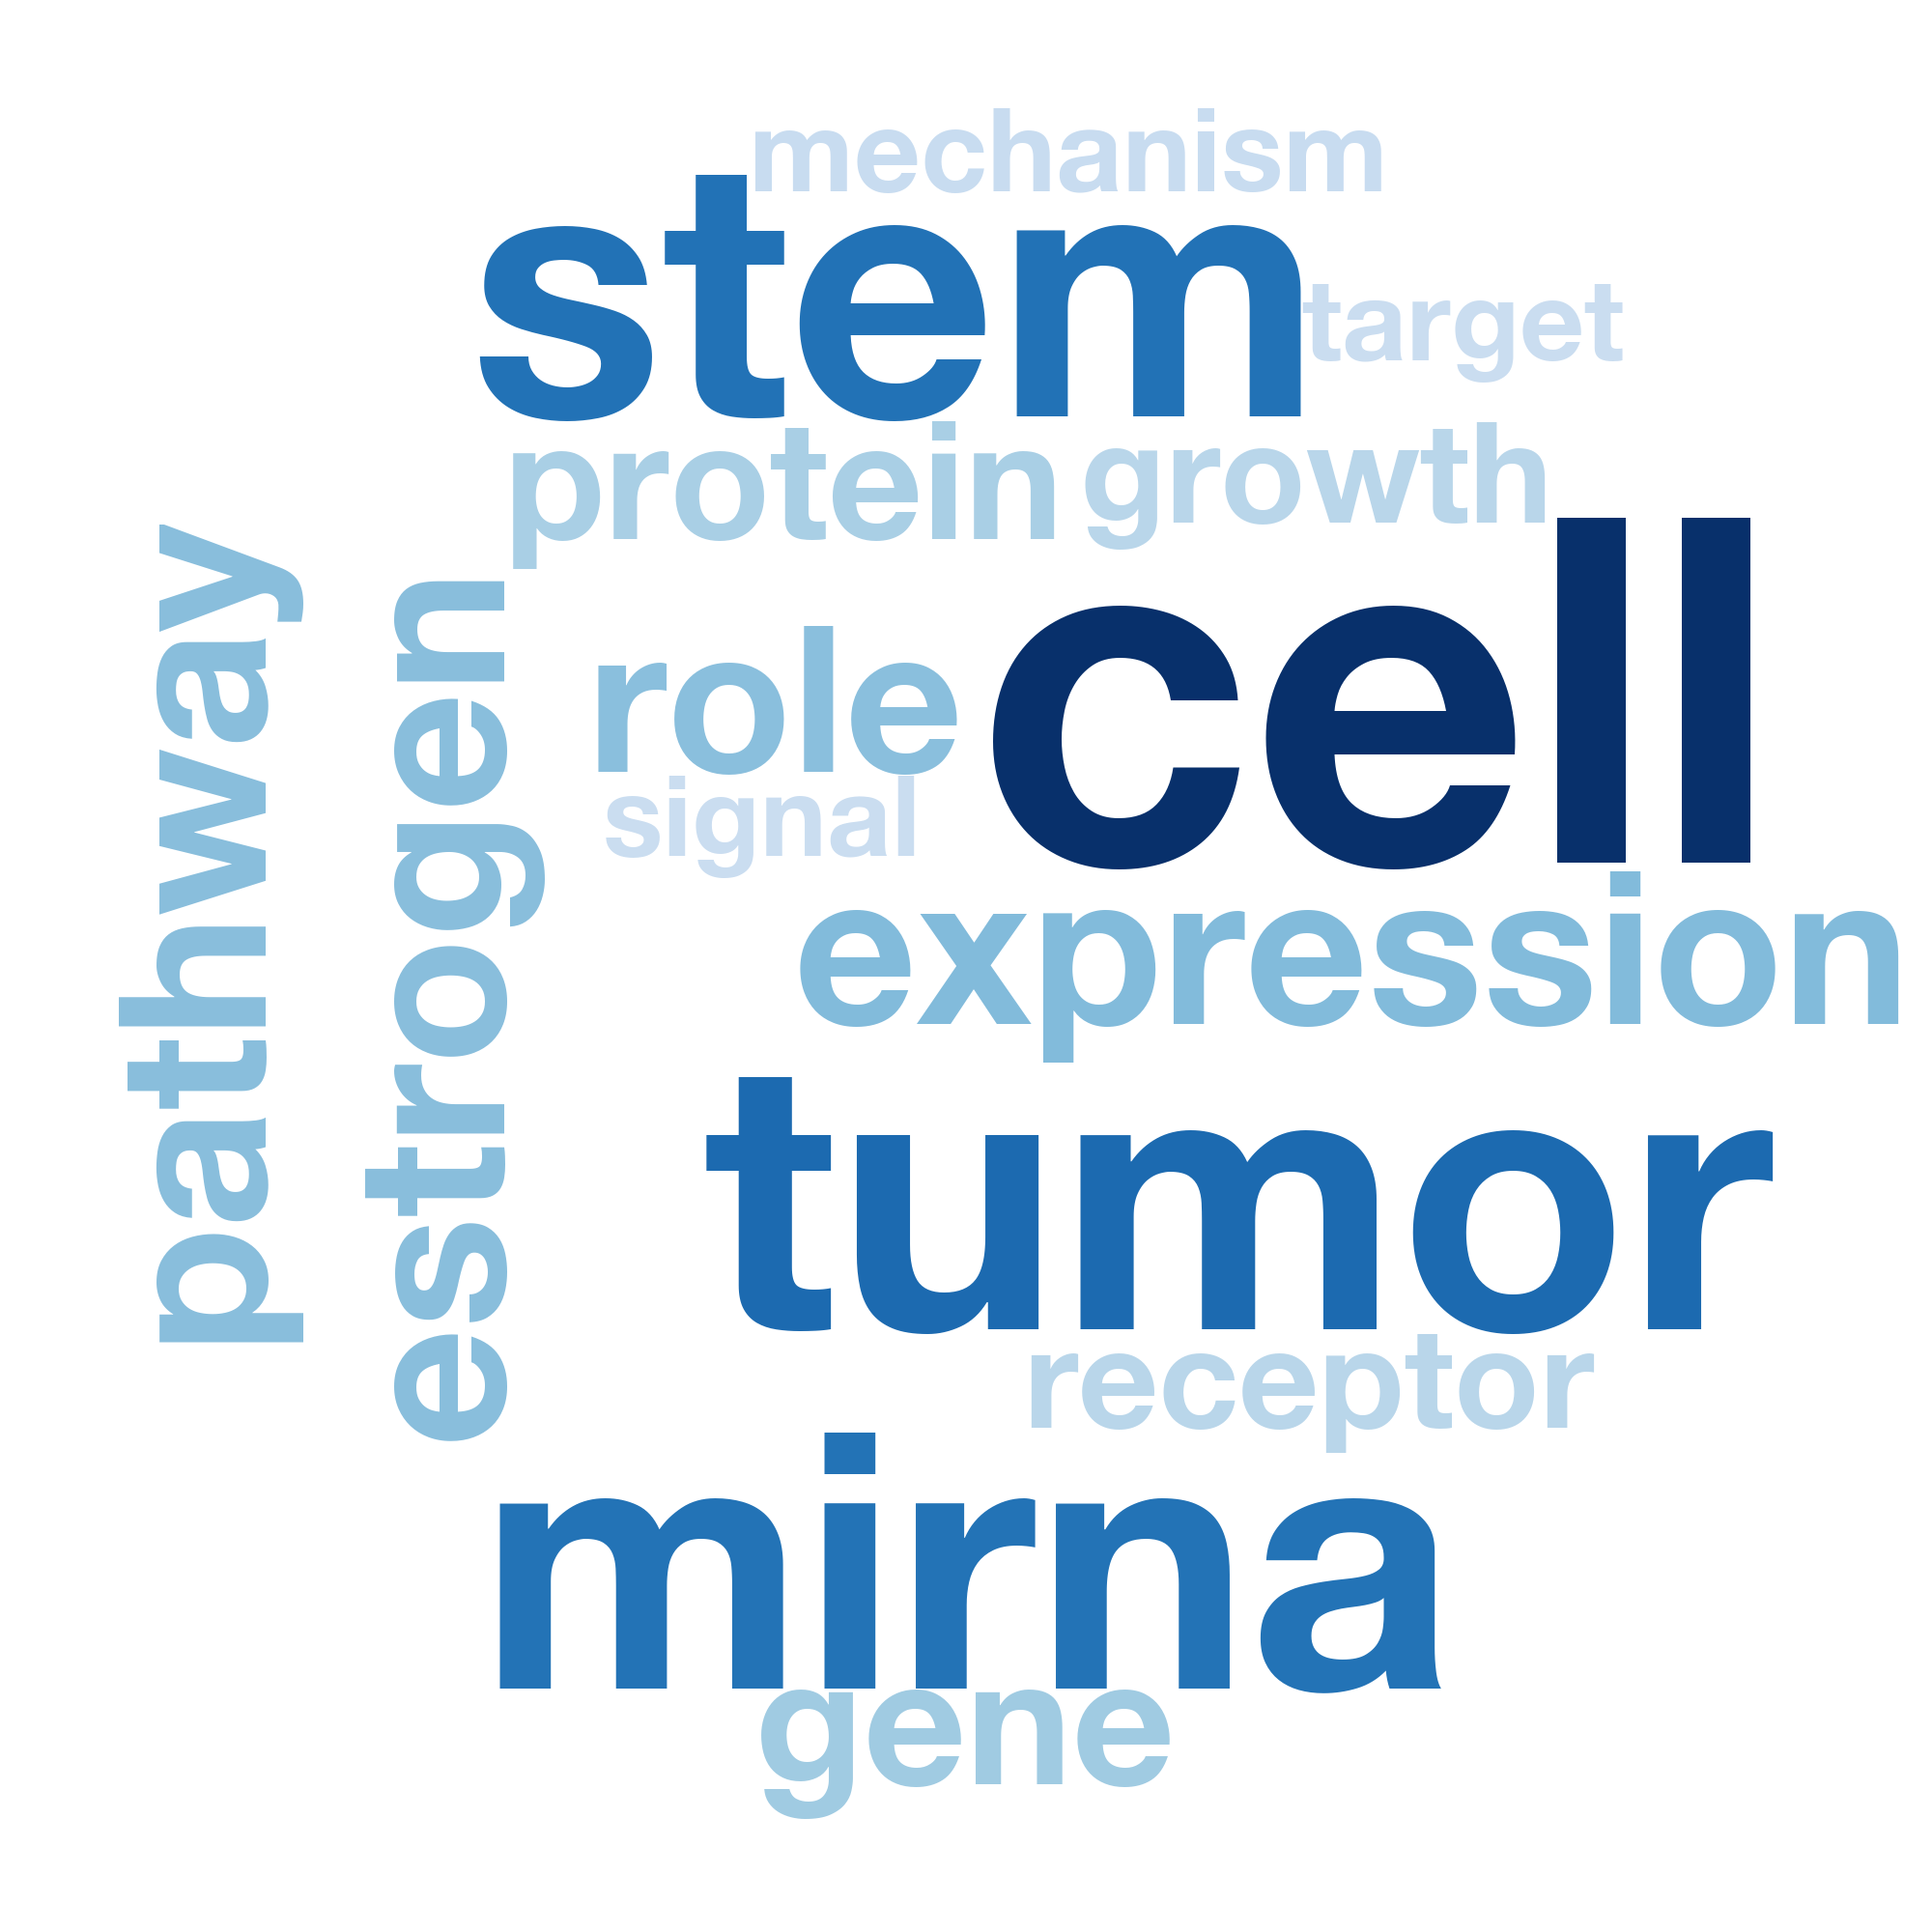 mechanism
stem
target
protein growth
pathway
estrogen
role
cell
signal
expression
tumor
receptor
mirna
gene